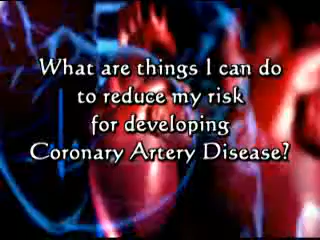 What are things I can do
to reduce my risk
for developing
Coronary Artery Disease?